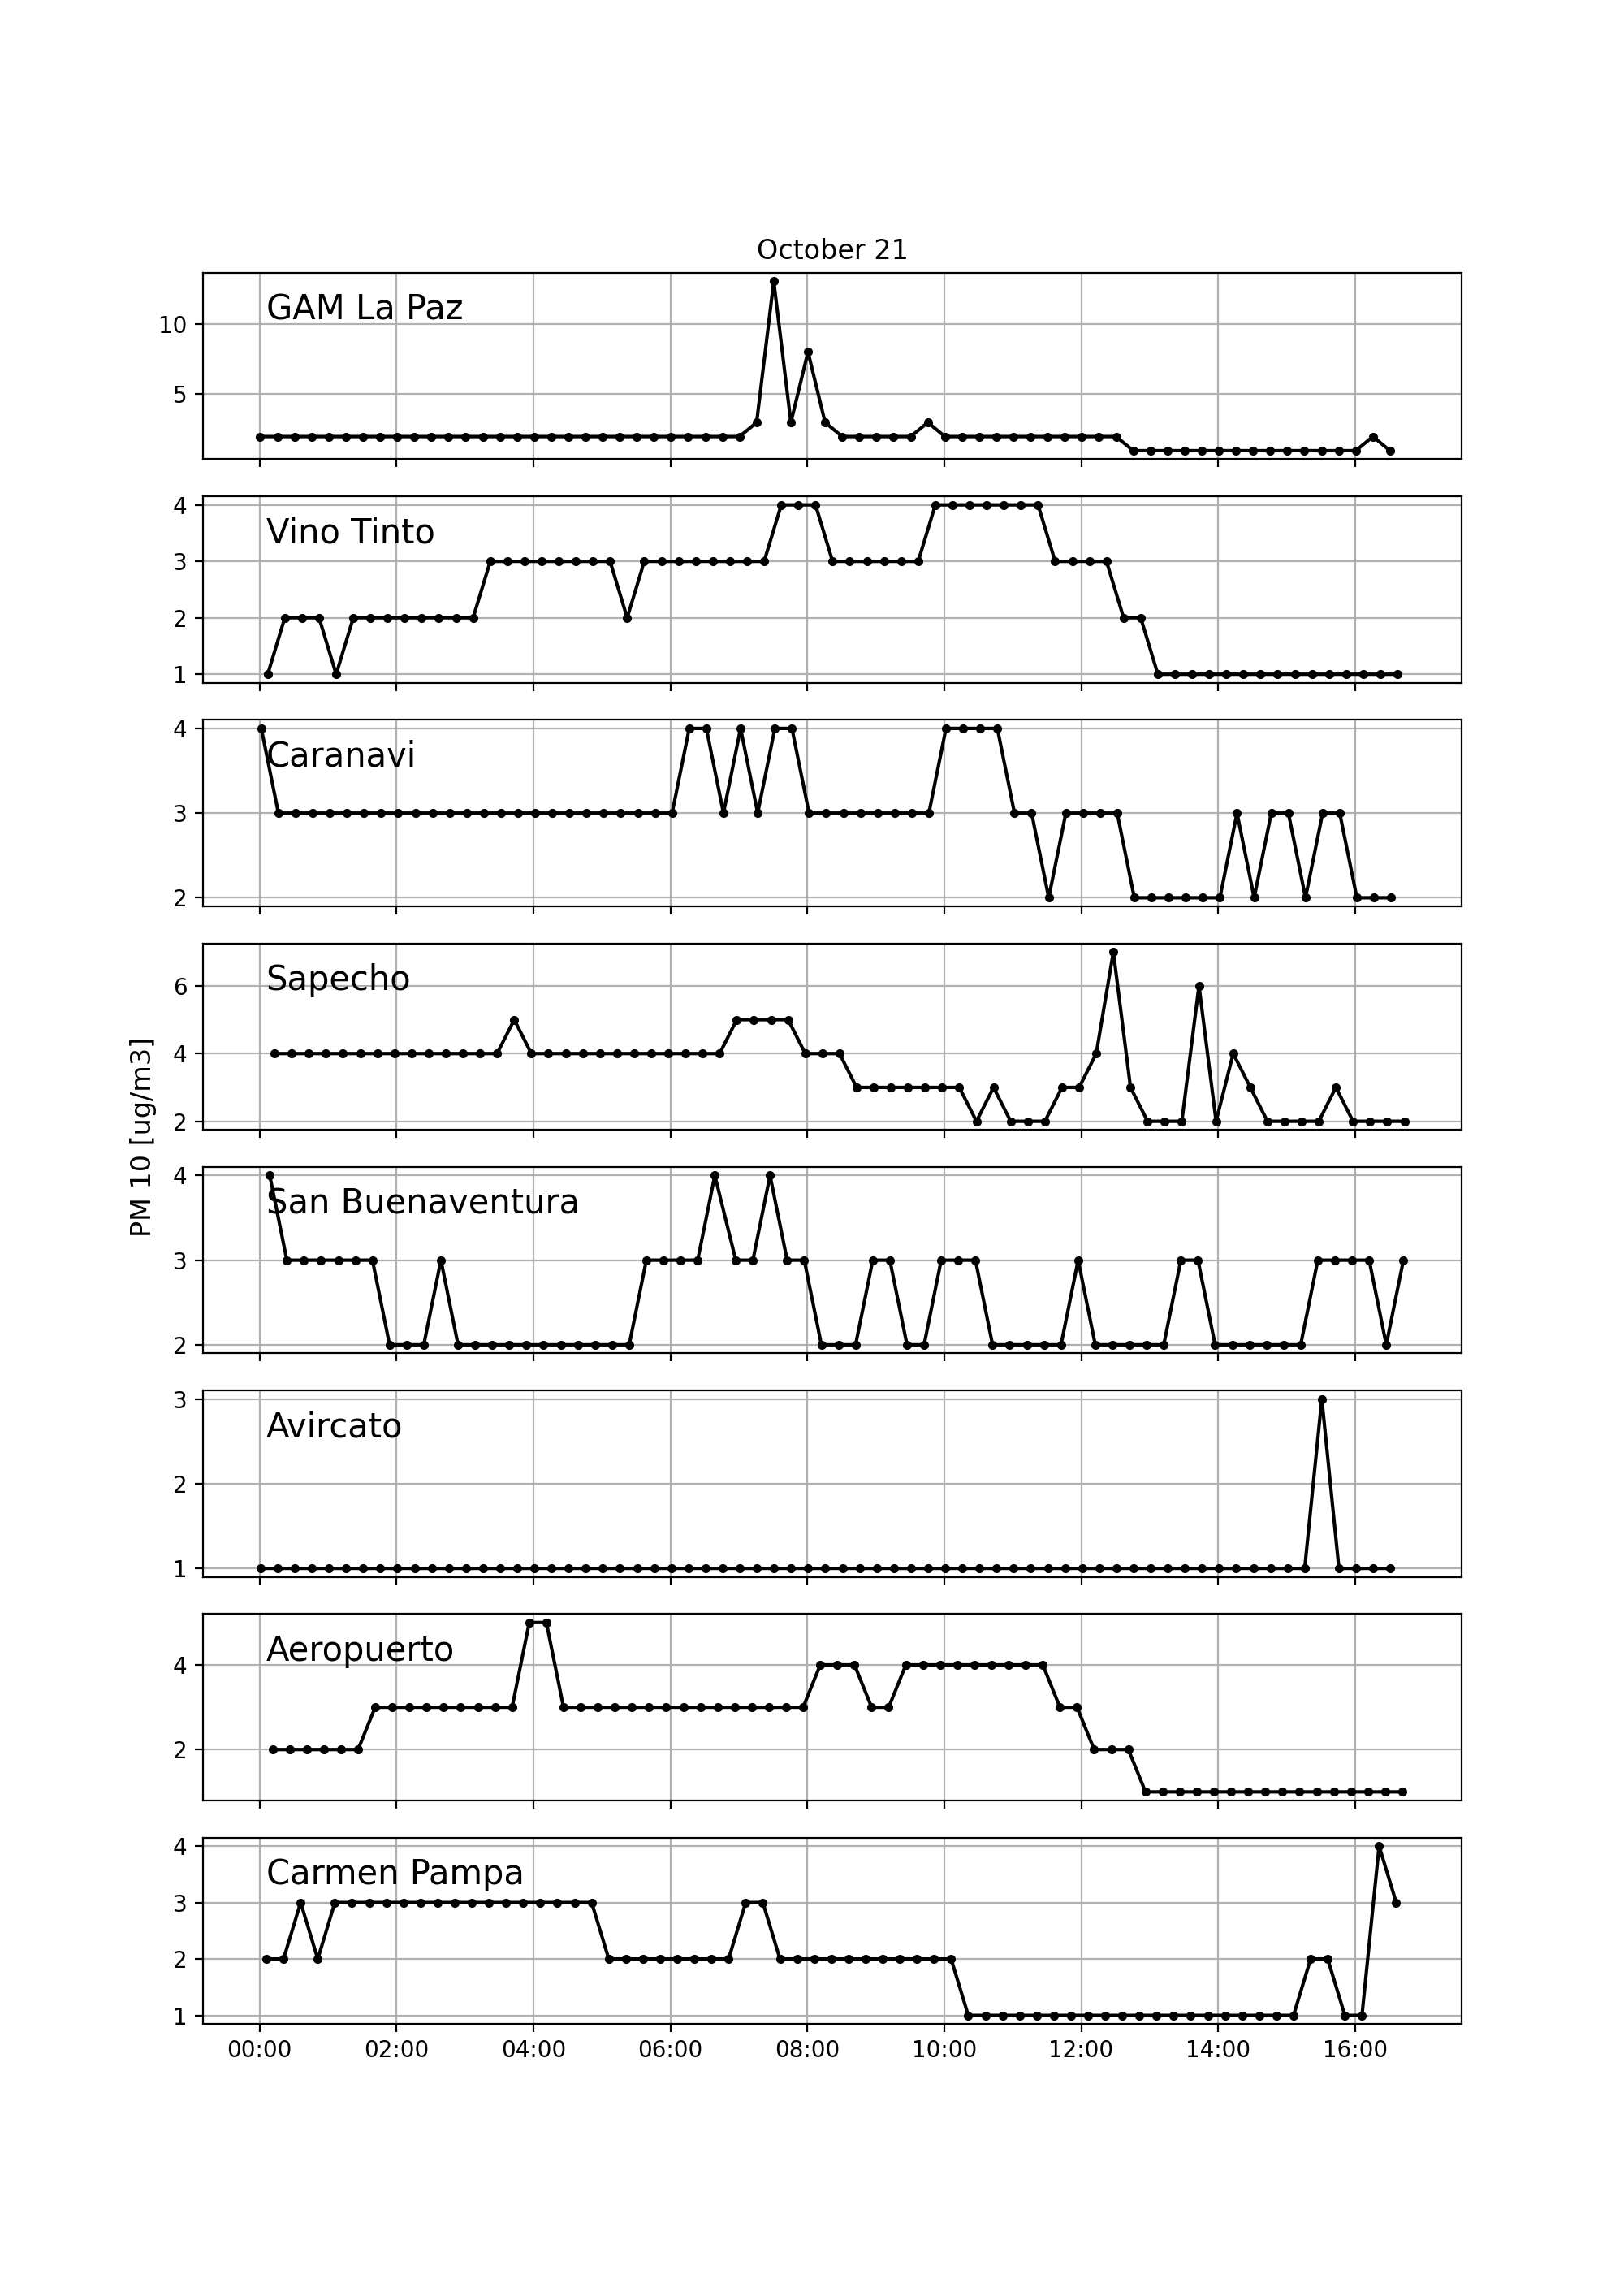 October 21
GAM La Paz
10
5
Vino Tinto
4
3
2
1
Caranavi
4
3
2
Sapecho
6
4
2
PM 10 [ug/m3]
San Buenaventura
4
3
2
Avircato
3
2
1
Aeropuerto
4
2
Carmen Pampa
4
3
2
1
00:00 02:00 04:00 06:00 08:00 10:00 12:00 14:00 16:00